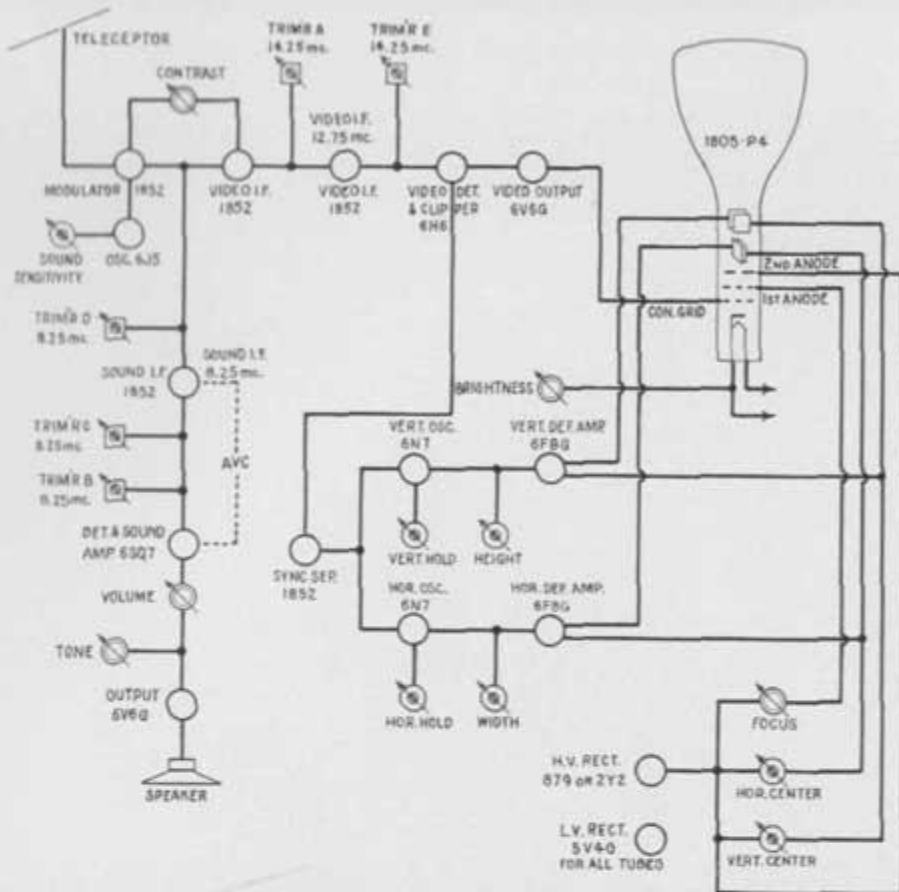 TELECEPTOR
TRIM'R A
14.25 mc.
TRIM'R E
14.25 mc.
CONTRAST
VIDEO I.F.
12.75 mc.
1805-P4
MODULATOR 1852
VIDEO I.F.
1852
VIDEO I.F.
1852
VIDEO DET.
& CLIPPER
6H6
VIDEO OUTPUT
6V6G
SOUND
SENSITIVITY
OSC. 6J5
2ND ANODE
1ST ANODE
CON. GRID
TRIM'R D
8.25 mc.
SOUND I.F.
8.25 mc.
SOUND I.F.
1852
BRIGHTNESS
TRIM'R C
8.25 mc.
VERT. OSC.
6N7
VERT. DEF. AMP.
6F8G
AVC
TRIM'R B
DET. & SOUND
AMP 6SQ7
VERT. HOLD
HEIGHT
SYNC SEP.
1852
HOR. OSC.
6N7
HOR. DEF. AMP.
6F8G
VOLUME
TONE
OUTPUT
6V6G
HOR. HOLD
WIDTH
FOCUS
SPEAKER
H.V. RECT.
879 OR 2Y2
HOR. CENTER
L.V. RECT.
5V4G
FOR ALL TUBES
VERT. CENTER